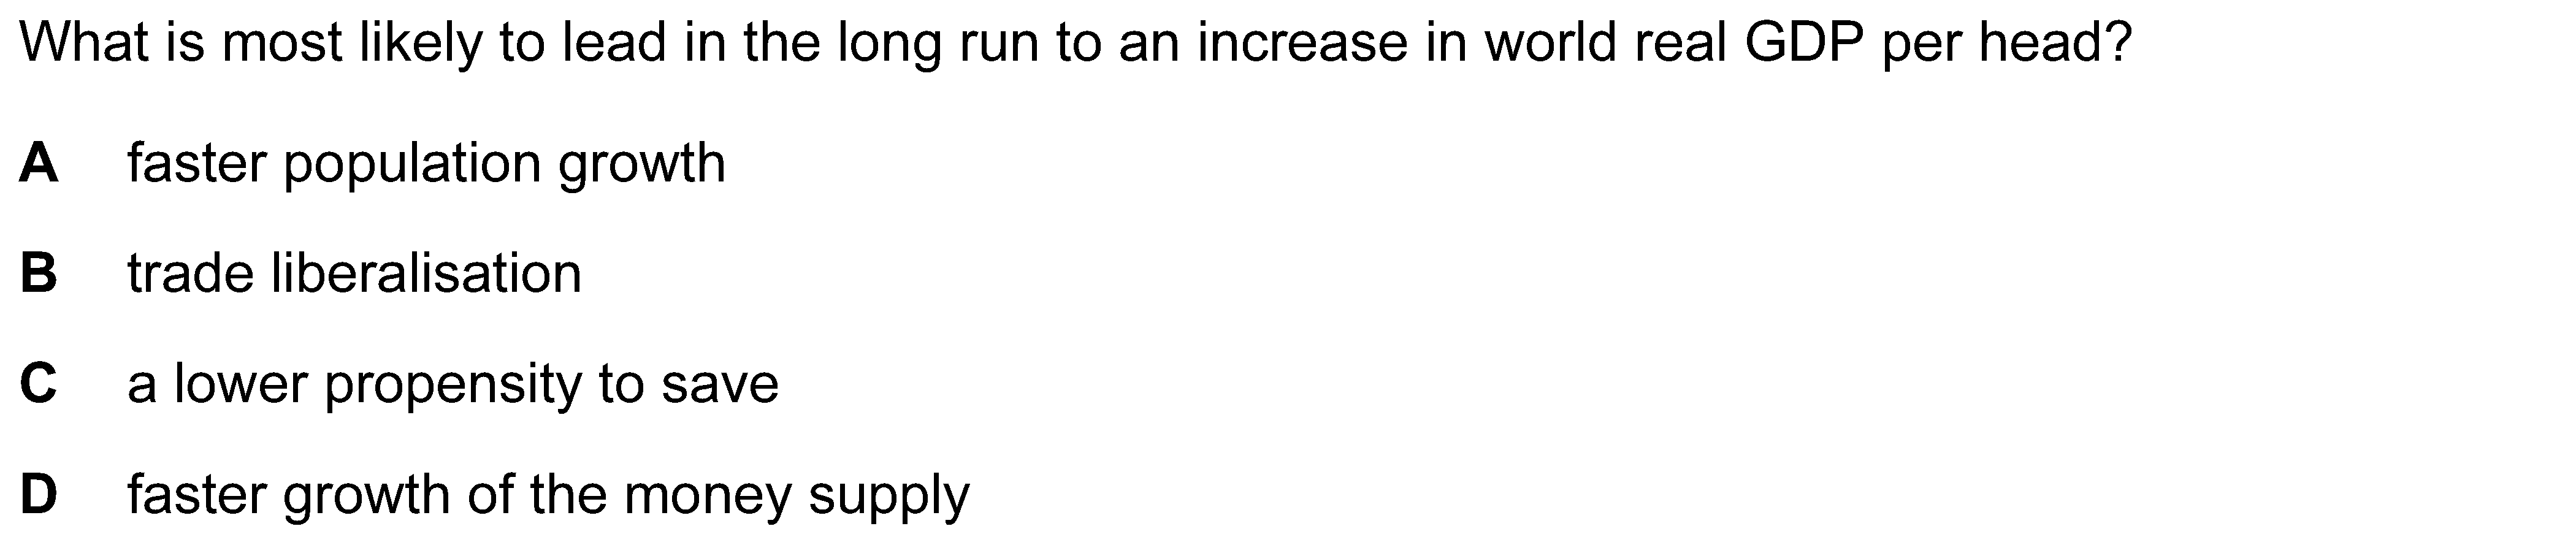 What is most likely to lead in the long run to an increase in world real GDP per head?
A faster population growth
B trade liberalisation
C a lower propensity to save
D faster growth of the money supply